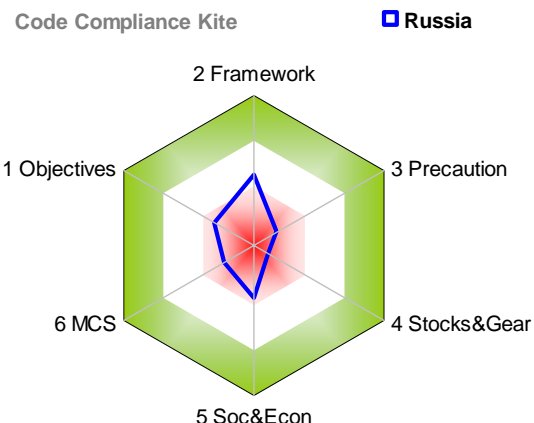 Code Compliance Kite
Russia
2 Framework
1 Objectives
3 Precaution
6 MCS
4 Stocks&Gear
5 Soc&Econ